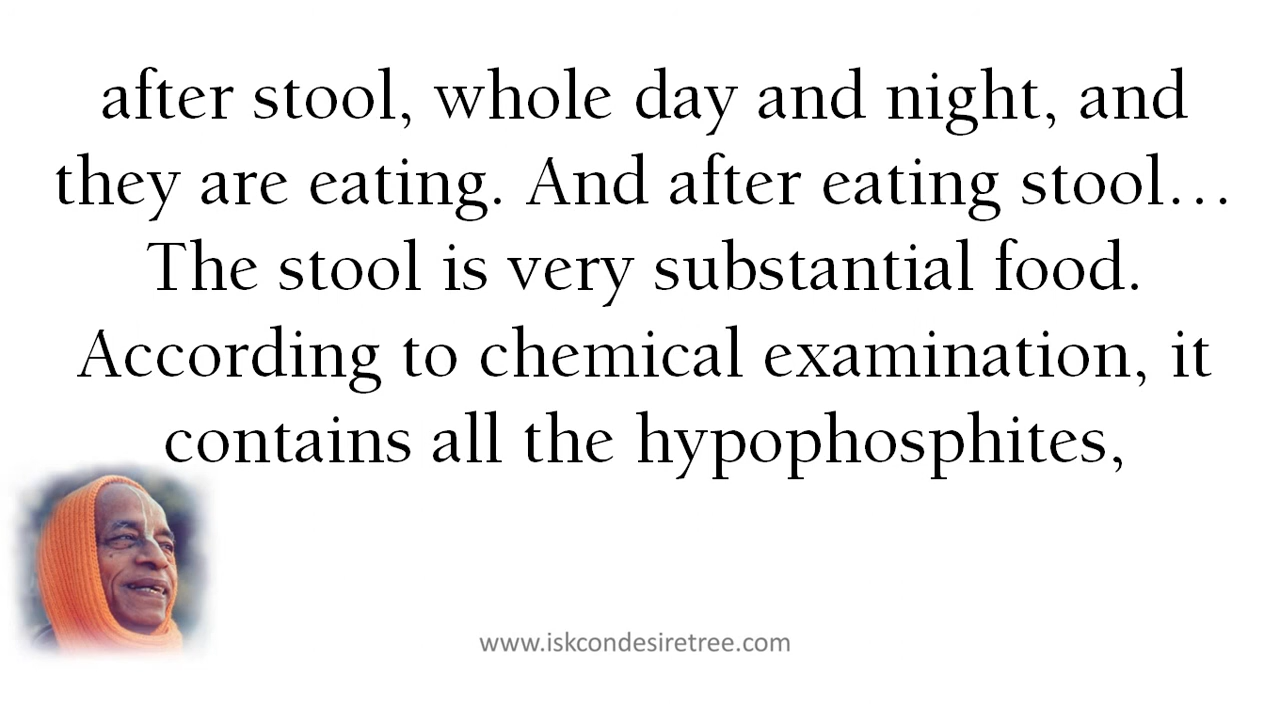 after stool, whole day and night, and
they are eating. And after eating stool…
The stool is very substantial food.
According to chemical examination, it
contains all the hypophosphites,
www.iskcondesiretree.com